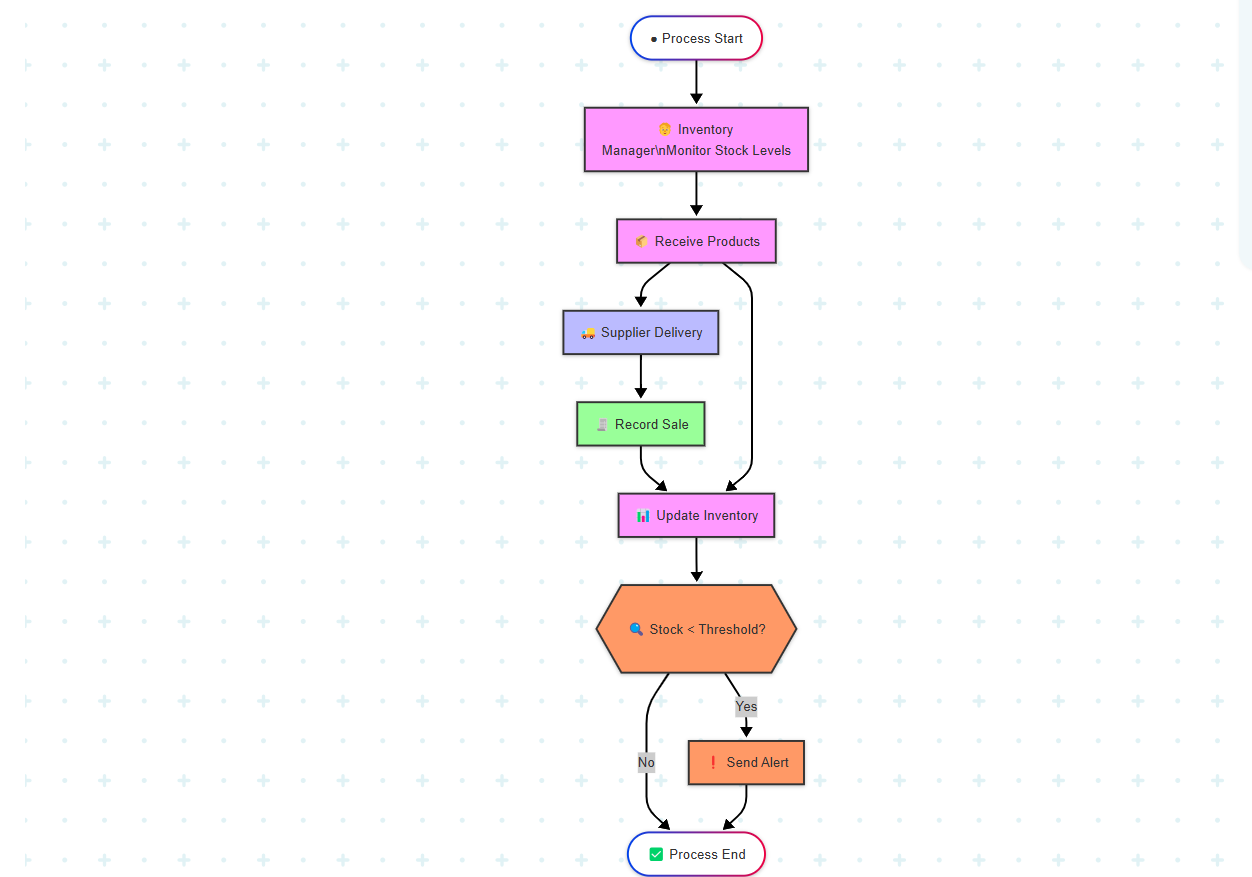 ● Process Start
👨 Inventory
Manager\nMonitor Stock Levels
📦 Receive Products
🚚 Supplier Delivery
🧾 Record Sale
📊 Update Inventory
🔍 Stock < Threshold?
Yes
No
❗ Send Alert
✅ Process End